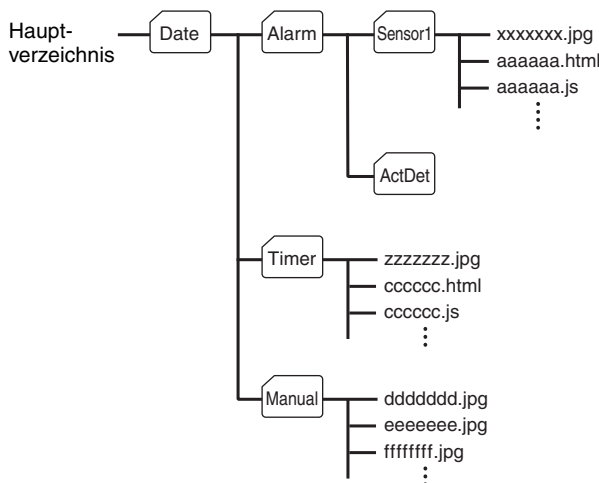 Haupt-
verzeichnis
Date
Alarm
Sensor1
xxxxxxx.jpg
aaaaaa.html
aaaaaa.js
ActDet
Timer
zzzzzzz.jpg
cccccc.html
cccccc.js
Manual
ddddddd.jpg
eeeeeee.jpg
ffffffff.jpg